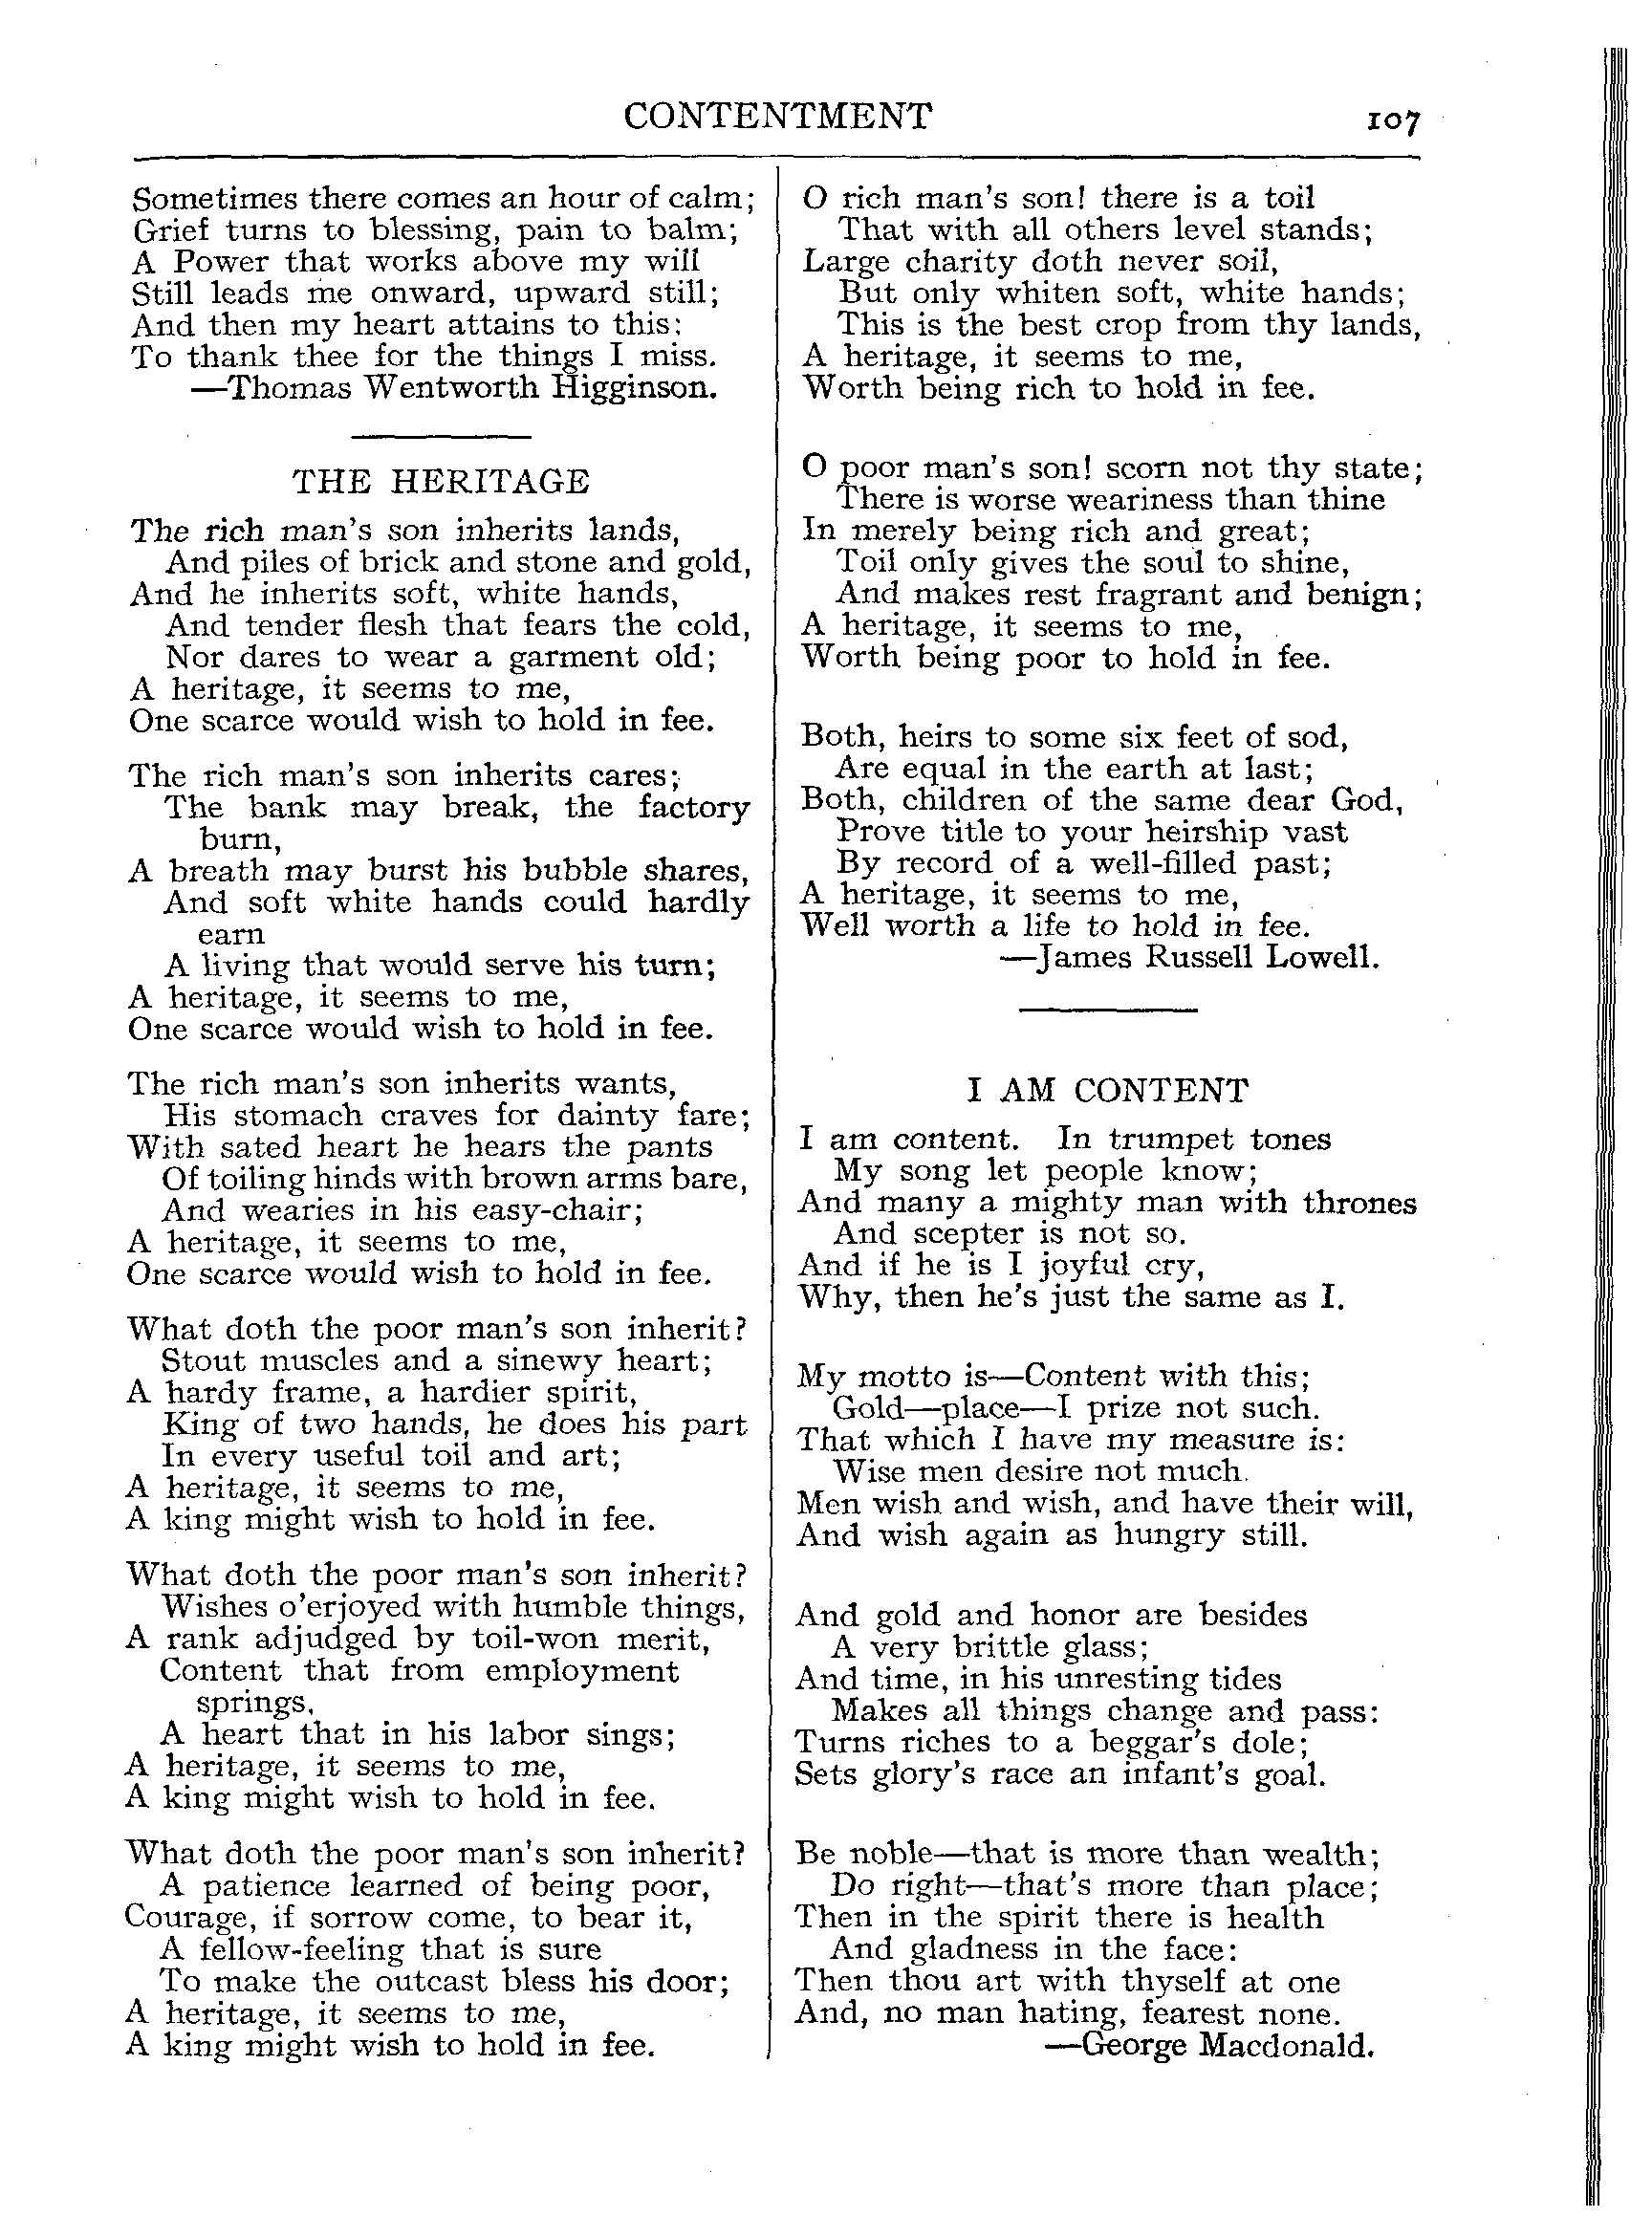 CONTENTMENT 107
Sometimes there comes an hour of calm;
Grief turns to blessing, pain to balm;
A Power that works above my will
Still leads me onward, upward still;
And then my heart attains to this:
To thank thee for the things I miss.
—Thomas Wentworth Higginson.
THE HERITAGE
The rich man's son inherits lands,
And piles of brick and stone and gold,
And he inherits soft, white hands,
And tender flesh that fears the cold,
Nor dares to wear a garment old;
A heritage, it seems to me,
One scarce would wish to hold in fee.
The rich man's son inherits cares;
The bank may break, the factory
burn,
A breath may burst his bubble shares,
And soft white hands could hardly
earn
A living that would serve his turn;
A heritage, it seems to me,
One scarce would wish to hold in fee.
The rich man's son inherits wants,
His stomach craves for dainty fare;
With sated heart he hears the pants
Of toiling hinds with brown arms bare,
And wearies in his easy-chair;
A heritage, it seems to me,
One scarce would wish to hold in fee.
What doth the poor man's son inherit?
Stout muscles and a sinewy heart;
A hardy frame, a hardier spirit,
King of two hands, he does his part
In every useful toil and art;
A heritage, it seems to me,
A king might wish to hold in fee.
What doth the poor man's son inherit?
Wishes o'erjoyed with humble things,
A rank adjudged by toil-won merit,
Content that from employment
springs,
A heart that in his labor sings;
A heritage, it seems to me,
A king might wish to hold in fee.
What doth the poor man's son inherit?
A patience learned of being poor,
Courage, if sorrow come, to bear it,
A fellow-feeling that is sure
To make the outcast bless his door;
A heritage, it seems to me,
A king might wish to hold in fee.
O rich man's son! there is a toil
That with all others level stands;
Large charity doth never soil,
But only whiten soft, white hands;
This is the best crop from thy lands,
A heritage, it seems to me,
Worth being rich to hold in fee.
O poor man's son! scorn not thy state;
There is worse weariness than thine
In merely being rich and great;
Toil only gives the soul to shine,
And makes rest fragrant and benign;
A heritage, it seems to me,
Worth being poor to hold in fee.
Both, heirs to some six feet of sod,
Are equal in the earth at last;
Both, children of the same dear God,
Prove title to your heirship vast
By record of a well-filled past;
A heritage, it seems to me,
Well worth a life to hold in fee.
—James Russell Lowell.
I AM CONTENT
I am content. In trumpet tones
My song let people know;
And many a mighty man with thrones
And scepter is not so.
And if he is I joyful cry,
Why, then he's just the same as I.
My motto is—Content with this;
Gold—place—I prize not such.
That which I have my measure is:
Wise men desire not much.
Men wish and wish, and have their will,
And wish again as hungry still.
And gold and honor are besides
A very brittle glass;
And time, in his unresting tides
Makes all things change and pass:
Turns riches to a beggar's dole;
Sets glory's race an infant's goal.
Be noble—that is more than wealth;
Do right—that's more than place;
Then in the spirit there is health
And gladness in the face:
Then thou art with thyself at one
And, no man hating, fearest none.
—George Macdonald.